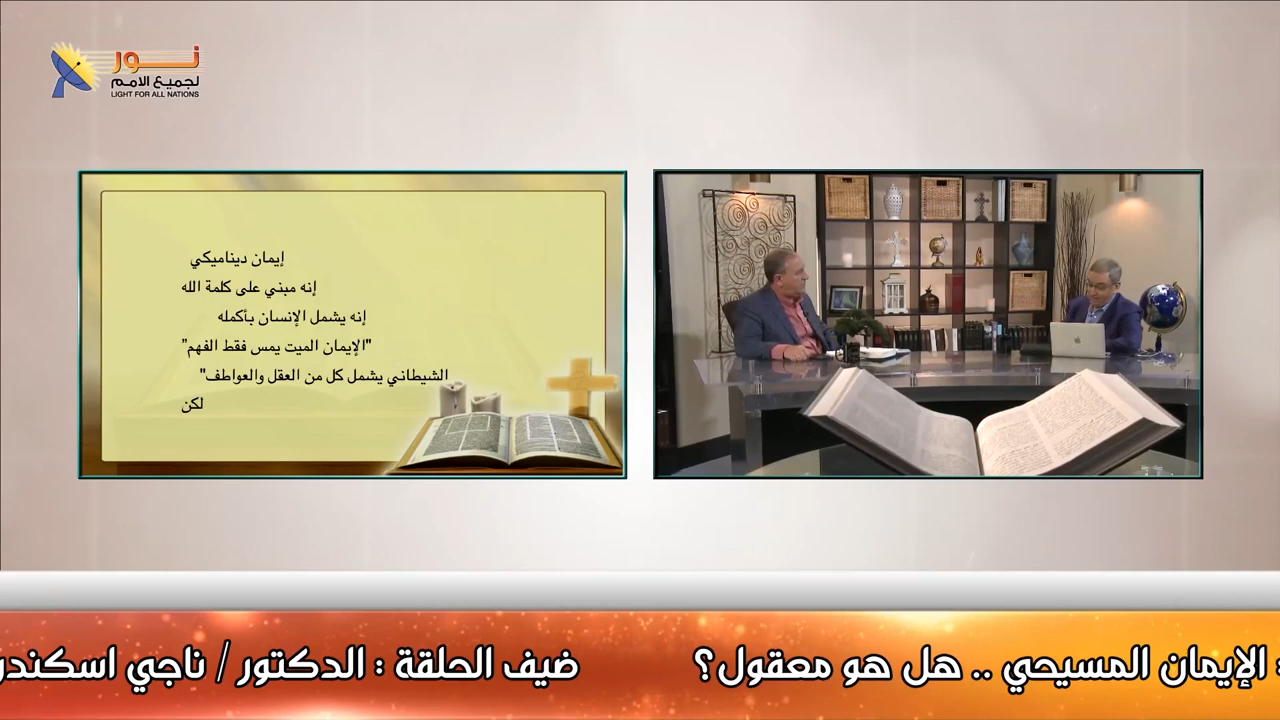 نور
لجميع الامم
LIGHT FOR ALL NATIONS
إيمان ديناميكي
إنه مبني على كلمة الله
إنه يشمل الإنسان بأكمله
"الإيمان الميت يمس فقط الفهم"
الشيطاني يشمل كل من العقل والعواطف"
لكن
: الإيمان المسيحي .. هل هو معقول؟ ضيف الحلقة : الدكتور / ناجي اسكندر